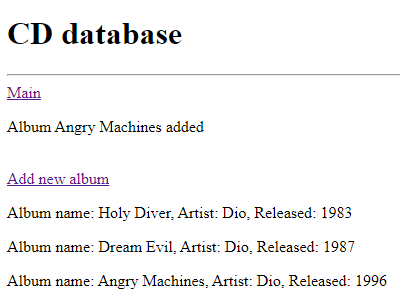 CD database
Main
Album Angry Machines added
Add new album
Album name: Holy Diver, Artist: Dio, Released: 1983
Album name: Dream Evil, Artist: Dio, Released: 1987
Album name: Angry Machines, Artist: Dio, Released: 1996